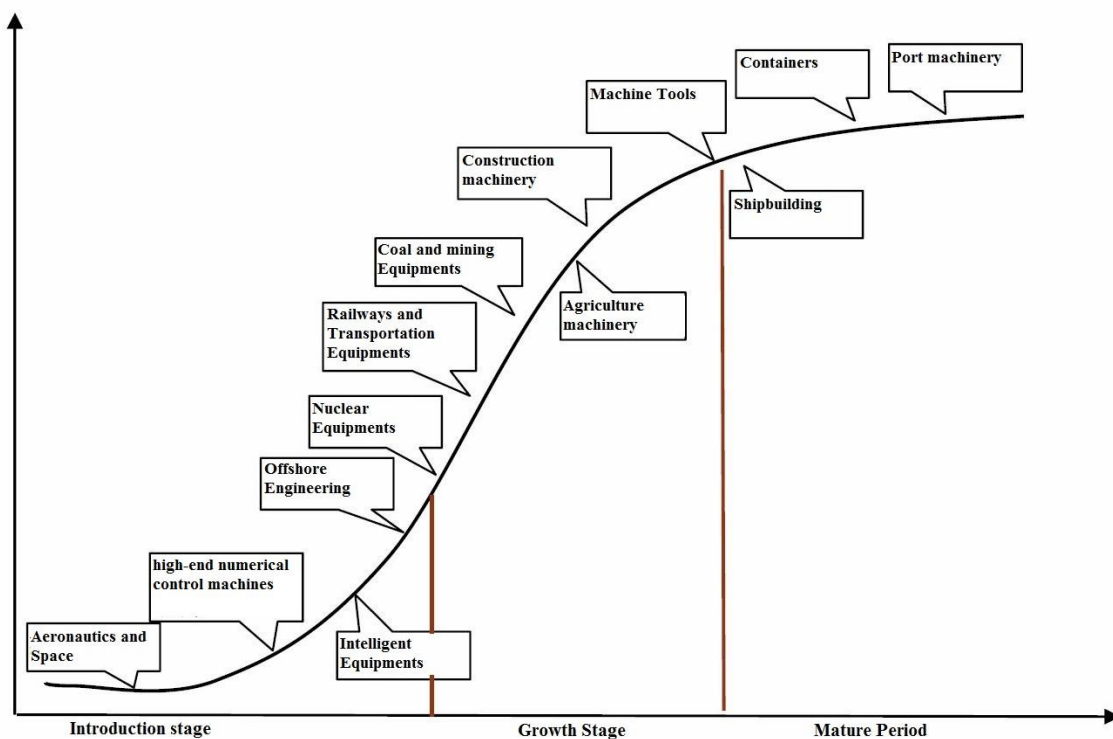 Port machinery
Containers
Machine Tools
Construction
machinery
Shipbuilding
Coal and mining
Equipments
Agriculture
machinery
Railways and
Transportation
Equipments
Nuclear
Equipments
Offshore
Engineering
high-end numerical
control machines
Aeronautics and
Space
Intelligent
Equipments
Introduction stage
Growth Stage
Mature Period